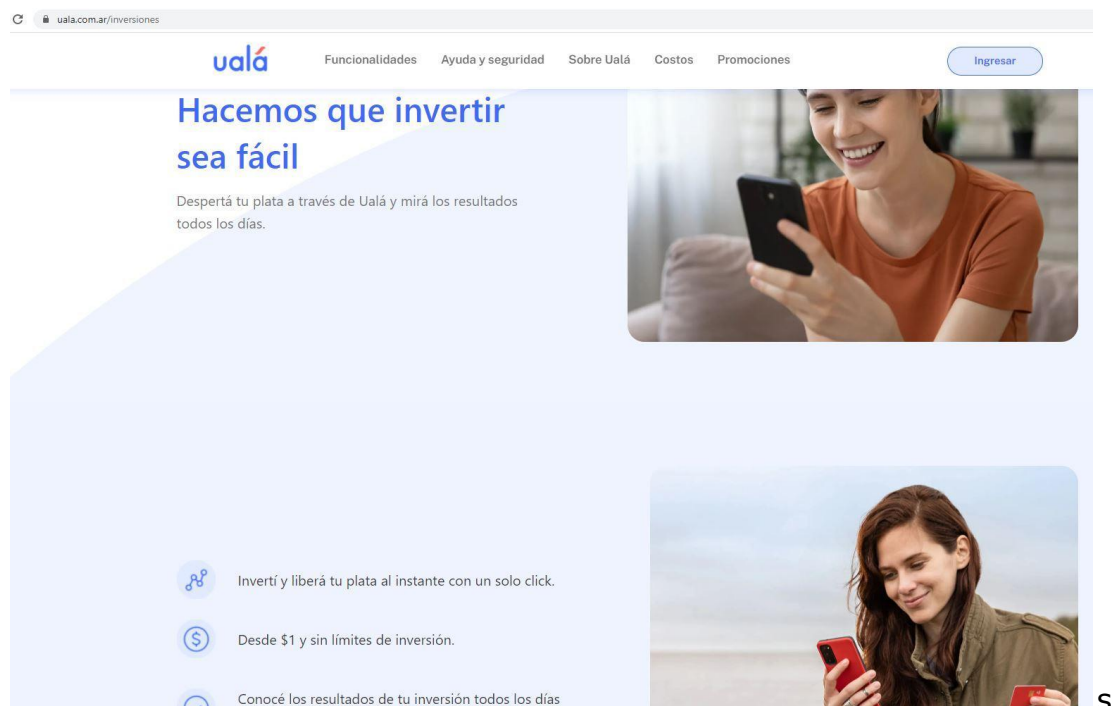 uala.com.ar/inversiones
ualá
Funcionalidades Ayuda y seguridad Sobre Ualá Costos Promociones Ingresar
Hacemos que invertir
sea fácil
Despertá tu plata a través de Ualá y mirá los resultados
todos los días.
Invertí y liberá tu plata al instante con un solo click.
$
Desde $1 y sin límites de inversión.
Conocé los resultados de tu inversión todos los días
s